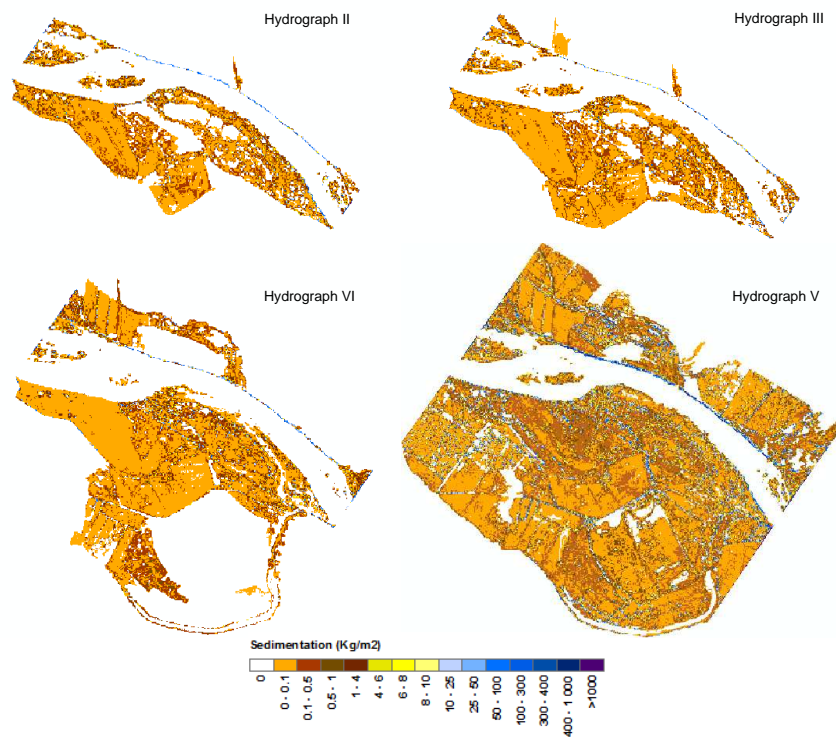 Hydrograph II
Hydrograph III
Hydrograph VI
Hydrograph V
Sedimentation (Kg/m2)
0
0 - 0.1
0.1 - 0.5
0.5 - 1
1 - 4
4 - 6
6 - 8
8 - 10
10 - 25
25 - 50
50 - 100
100 - 300
300 - 400
400 - 1 000
>1000